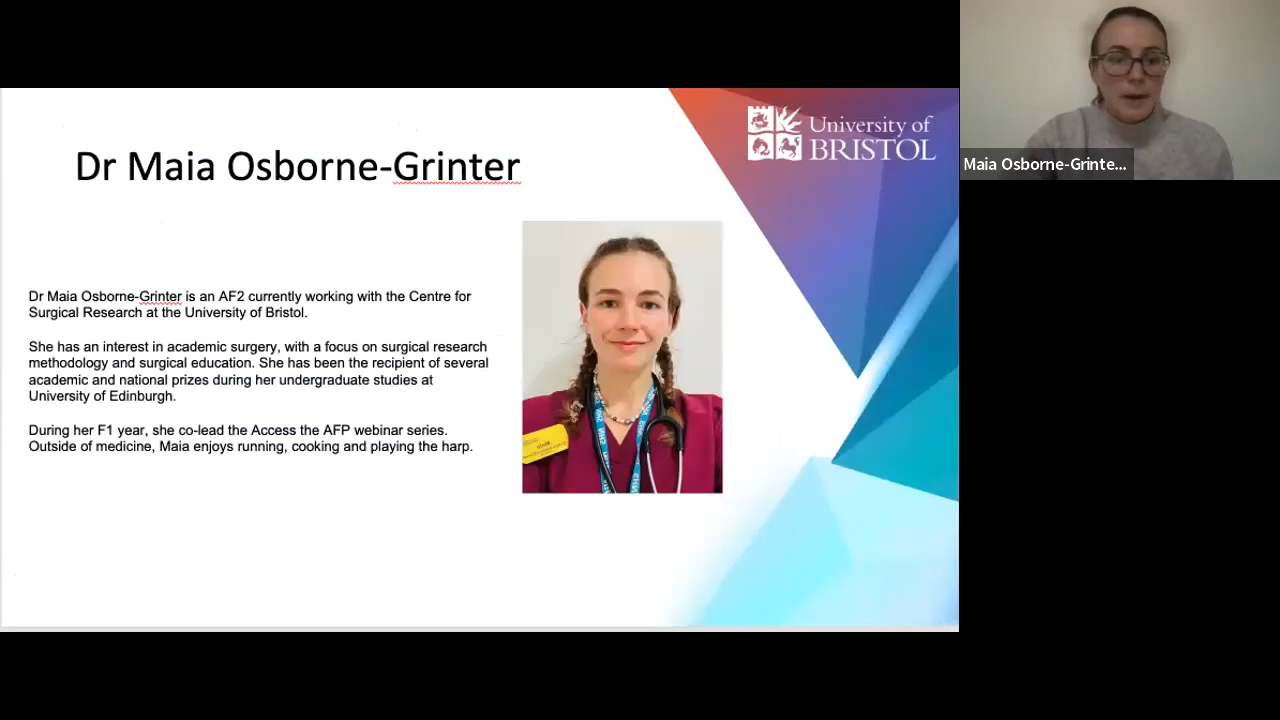 Dr Maia Osborne-Grinter
University of
BRISTOL
Maia Osborne-Grinte...
Dr Maia Osborne-Grinter is an AF2 currently working with the Centre for
Surgical Research at the University of Bristol.
She has an interest in academic surgery, with a focus on surgical research
methodology and surgical education. She has been the recipient of several
academic and national prizes during her undergraduate studies at
University of Edinburgh.
During her F1 year, she co-lead the Access the AFP webinar series.
Outside of medicine, Maia enjoys running, cooking and playing the harp.